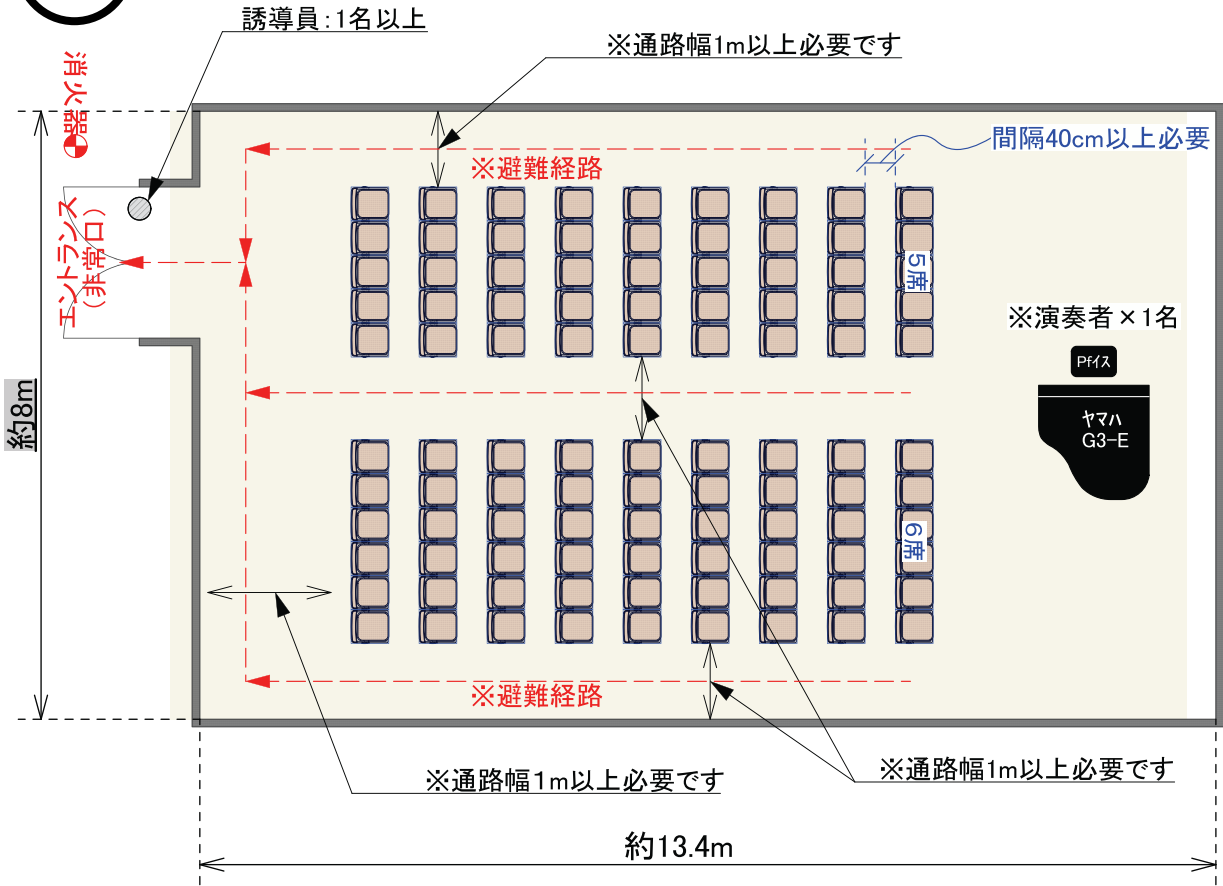 誘導員:1名以上
※通路幅1m以上必要です
消火器
間隔40cm以上必要
※避難経路
エントランス
(非常口)
5席
※演奏者×1名
Pfイス
ヤマハ
G3-E
約8m
6席
※避難経路
※通路幅1m以上必要です
※通路幅1m以上必要です
約13.4m